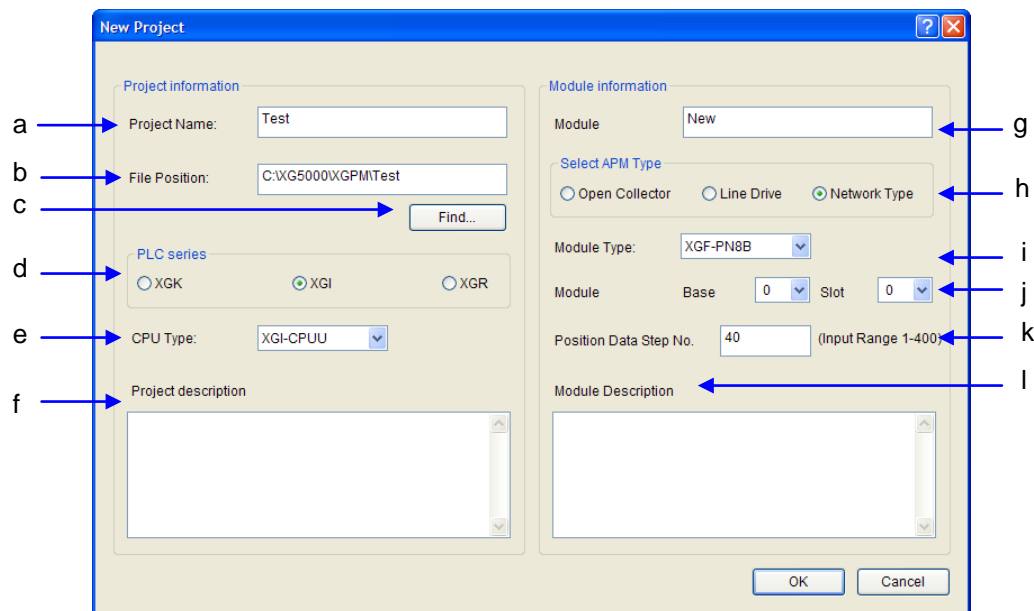 New Project
Project information
a
Project Name:
Test
b
File Position:
C:\XG5000\XGPM\Test
c
Find...
d
PLC series
XGK
XGI
XGR
e
CPU Type:
XGI-CPUU
f
Project description
Module information
Module
New
g
Select APM Type
Open Collector
Line Drive
Network Type
h
Module Type:
XGF-PN8B
i
Module
Base
0
Slot
0
j
Position Data Step No.
40
(Input Range 1-400)
k
Module Description
l
OK
Cancel